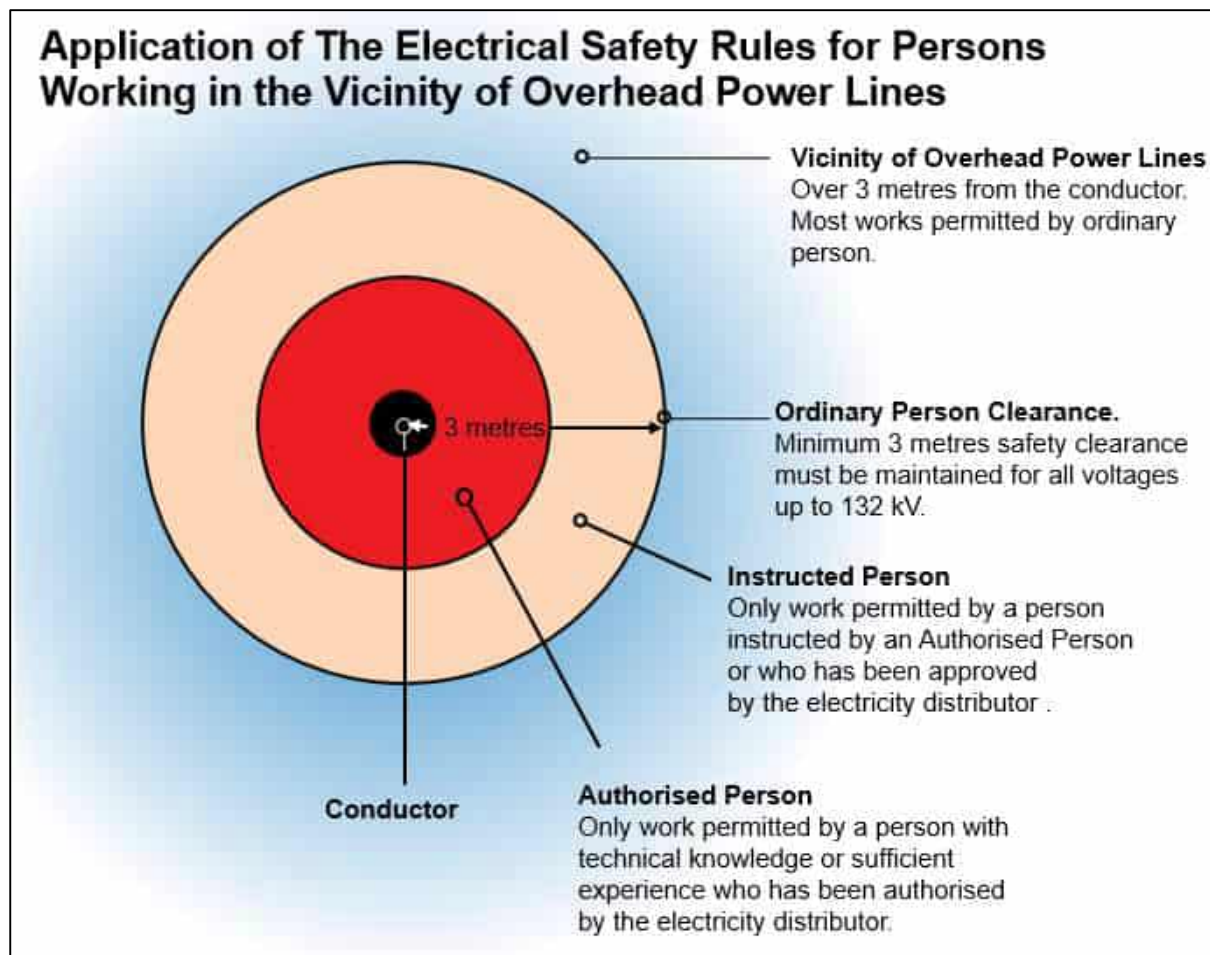 Application of The Electrical Safety Rules for Persons
Working in the Vicinity of Overhead Power Lines
Vicinity of Overhead Power Lines
Over 3 metres from the conductor.
Most works permitted by ordinary
person.
3 metres
Ordinary Person Clearance.
Minimum 3 metres safety clearance
must be maintained for all voltages
up to 132 kV.
Instructed Person
Only work permitted by a person
instructed by an Authorised Person
or who has been approved
by the electricity distributor .
Conductor
Authorised Person
Only work permitted by a person with
technical knowledge or sufficient
experience who has been authorised
by the electricity distributor.